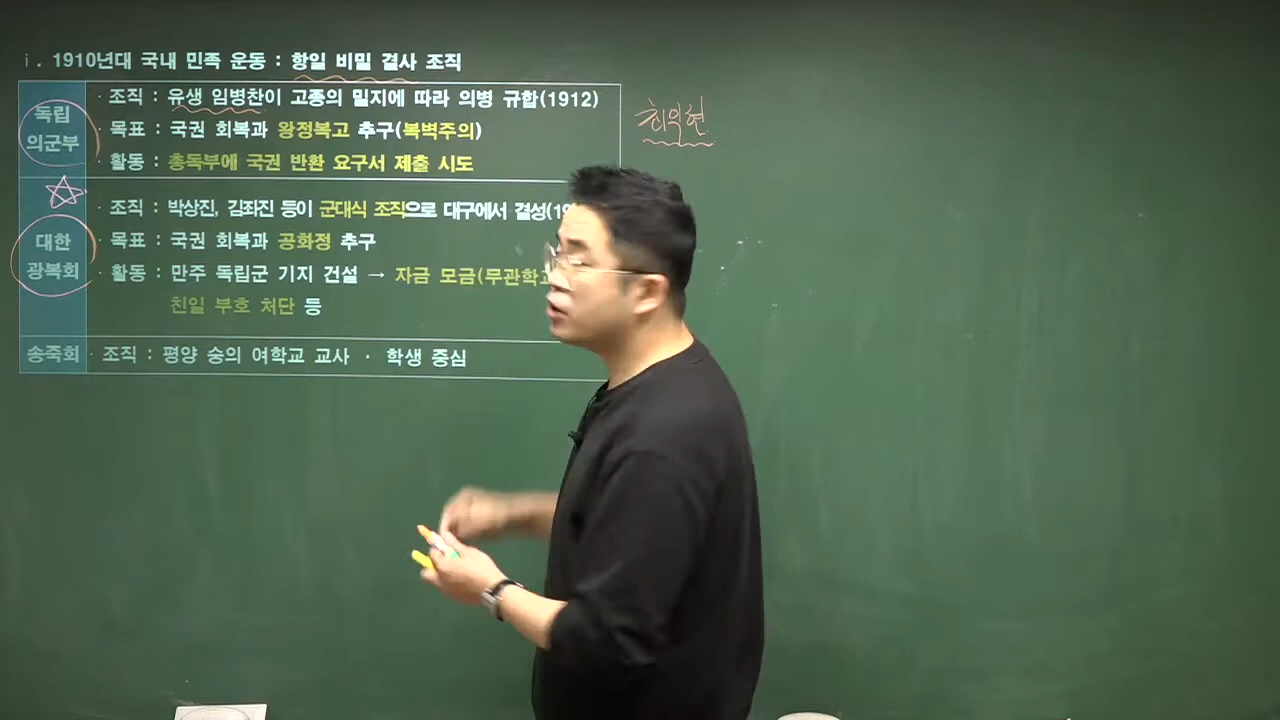 i. 1910년대 국내 민족 운동 : 항일 비밀 결사 조직
독립
의군부
· 조직 : 유생 임병찬이 고종의 밀지에 따라 의병 규합(1912)
· 목표 : 국권 회복과 왕정복고 추구(복벽주의)
· 활동 : 총독부에 국권 반환 요구서 제출 시도
최익현
대한
광복회
· 조직 : 박상진, 김좌진 등이 군대식 조직으로 대구에서 결성(19
· 목표 : 국권 회복과 공화정 추구
· 활동 : 만주 독립군 기지 건설 → 자금 모금(무관학교
친일 부호 처단 등
송죽회
· 조직 : 평양 숭의 여학교 교사 · 학생 중심